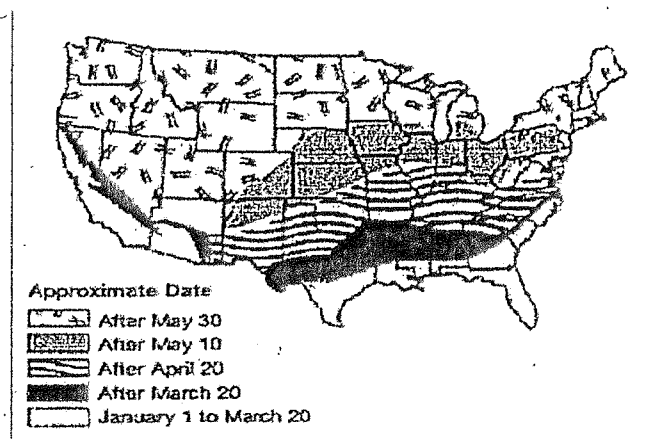 Approximate Date
After May 30
After May 10
After April 20
After March 20
January 1 to March 20